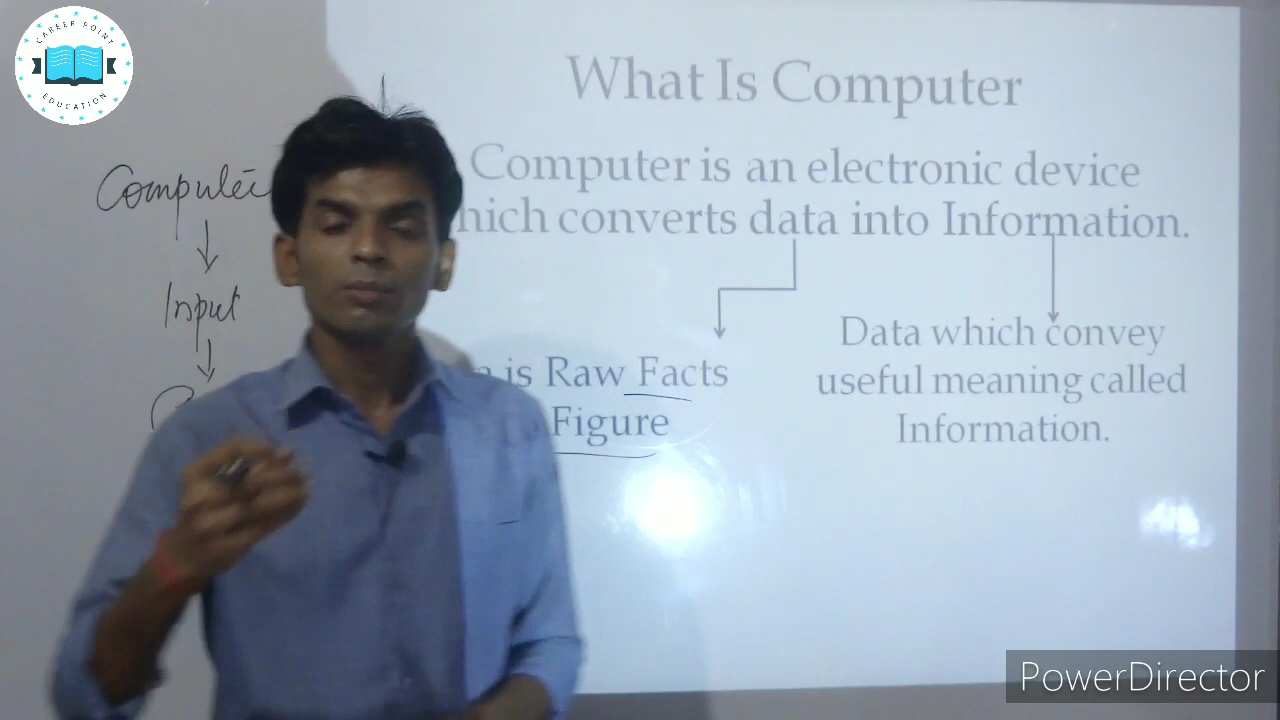 CAREER POINT
EDUCATION
What Is Computer
Computer is an electronic device
hich converts data into Information.
is Raw Facts
Figure
Data which convey
useful meaning called
Information.
Computer
Input
PowerDirector